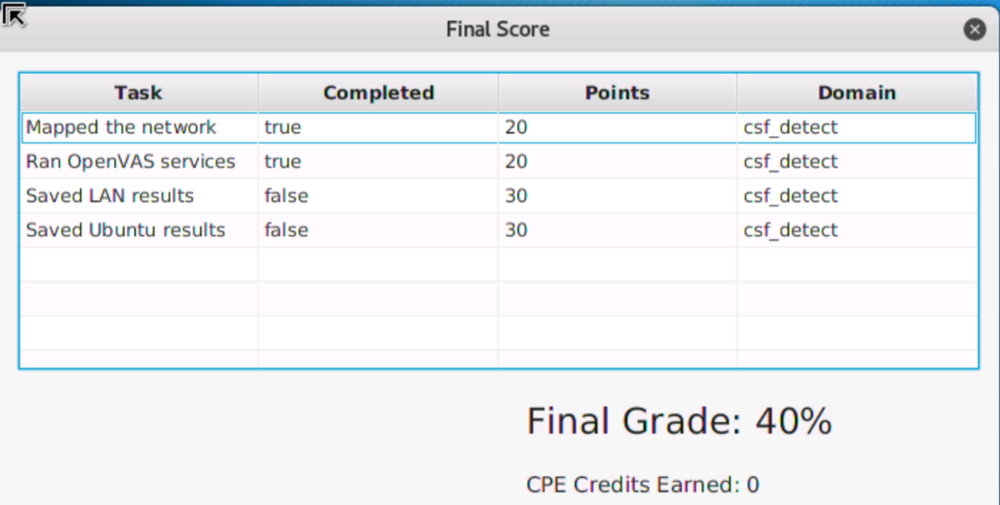 Final Score
Task Completed Points Domain
Mapped the network true 20 csf_detect
Ran OpenVAS services true 20 csf_detect
Saved LAN results false 30 csf_detect
Saved Ubuntu results false 30 csf_detect
Final Grade: 40%
CPE Credits Earned: 0